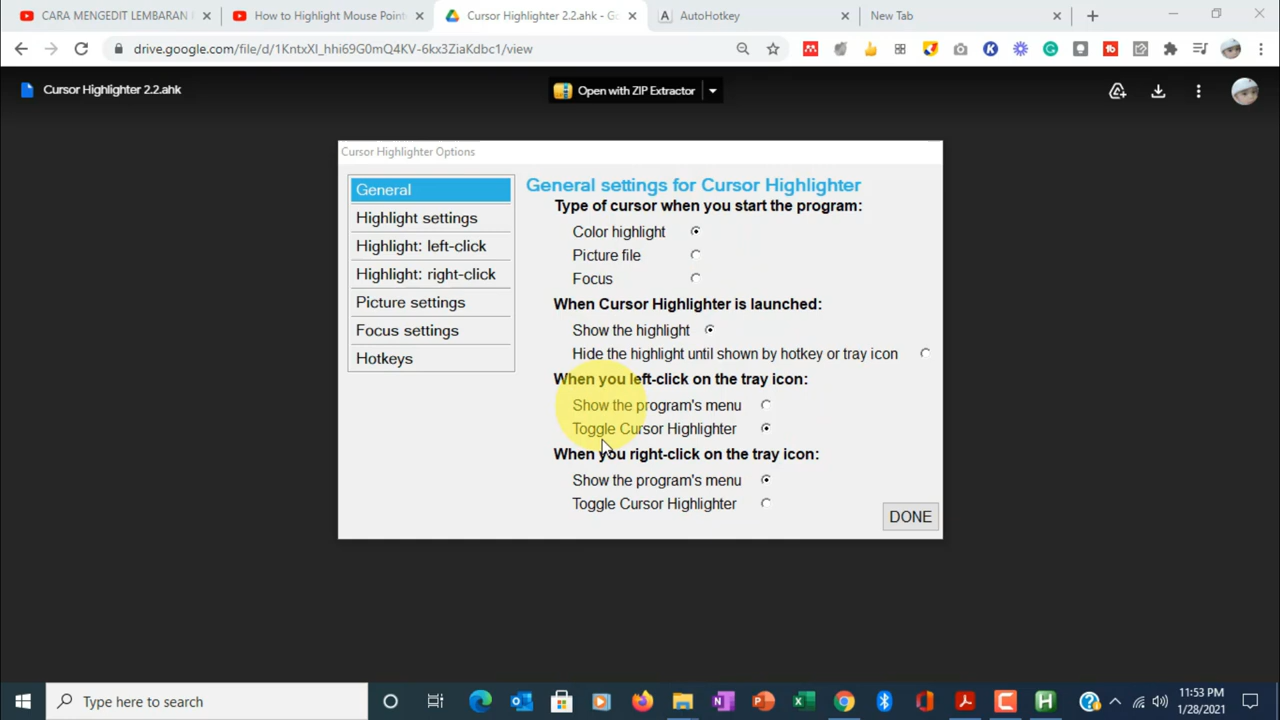 CARA MENGEDIT LEMBARAN
How to Highlight Mouse Point
Cursor Highlighter 2.2.ahk - Go
AutoHotkey
New Tab
drive.google.com/file/d/1KntxXl_hhi69G0mQ4KV-6kx3ZiaKdbc1/view
Cursor Highlighter 2.2.ahk
Open with ZIP Extractor
Cursor Highlighter Options
General
Highlight settings
Highlight: left-click
Highlight: right-click
Picture settings
Focus settings
Hotkeys
General settings for Cursor Highlighter
Type of cursor when you start the program:
Color highlight
Picture file
Focus
When Cursor Highlighter is launched:
Show the highlight
Hide the highlight until shown by hotkey or tray icon
When you left-click on the tray icon:
Show the program's menu
Toggle Cursor Highlighter
When you right-click on the tray icon:
Show the program's menu
Toggle Cursor Highlighter
DONE
Type here to search
11:53 PM
1/28/2021